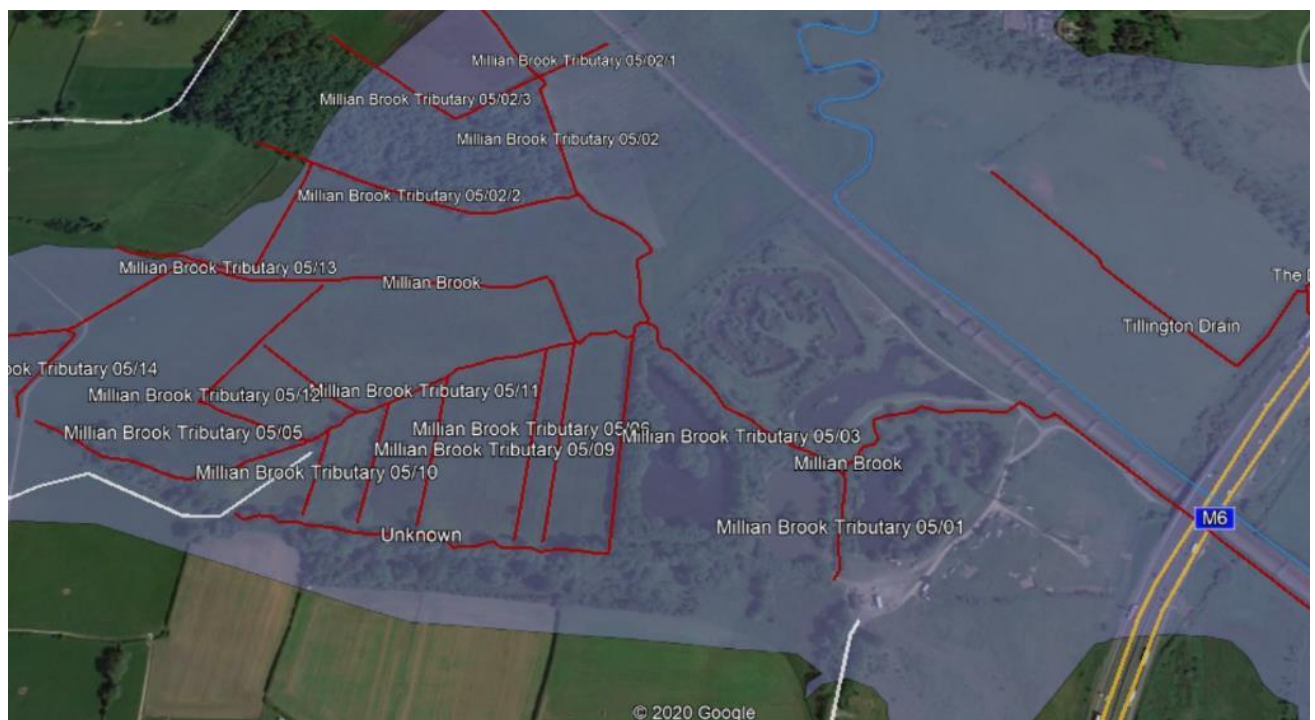 Millian Brook Tributary 05/02/1
Millian Brook Tributary 05/02/3
Millian Brook Tributary 05/02
Millian Brook Tributary 05/02/2
Millian Brook Tributary 05/13
Millian Brook
The D
Tillington Drain
ook Tributary 05/14
Millian Brook Tributary 05/12
Millian Brook Tributary 05/11
Millian Brook Tributary 05/05
Millian Brook Tributary 05/06
Millian Brook Tributary 05/03
Millian Brook Tributary 05/09
Millian Brook
Millian Brook Tributary 05/10
M6
Millian Brook Tributary 05/01
Unknown
© 2020 Google